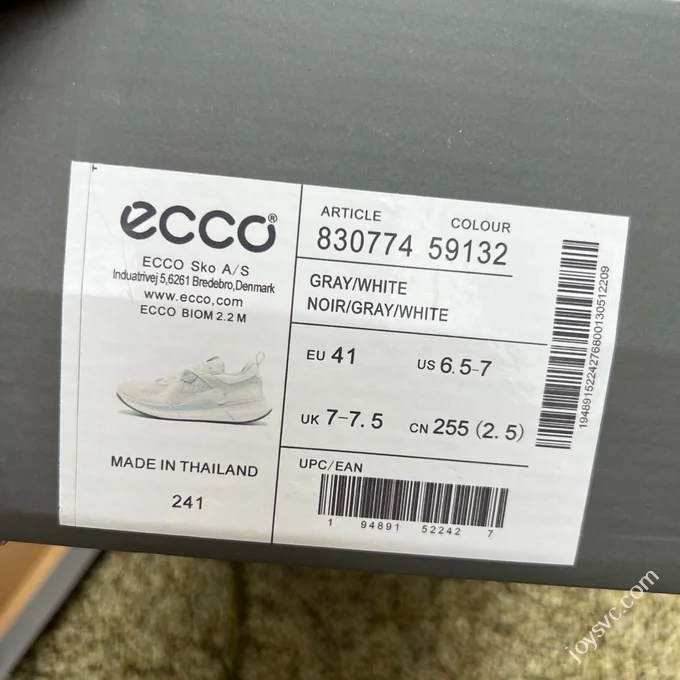 ecco®
ECCO Sko A/S
Induatrivej 5,6261 Bredebro,Denmark
www.ecco,com
ECCO BIOM 2.2 M
MADE IN THAILAND
241
ARTICLE COLOUR
830774 59132
GRAY/WHITE
NOIR/GRAY/WHITE
EU 41 US 6.5-7
UK 7-7.5 CN 255 (2.5)
UPC/EAN
1 94891 52242 7
1948915224276800130512209
joysvc.com